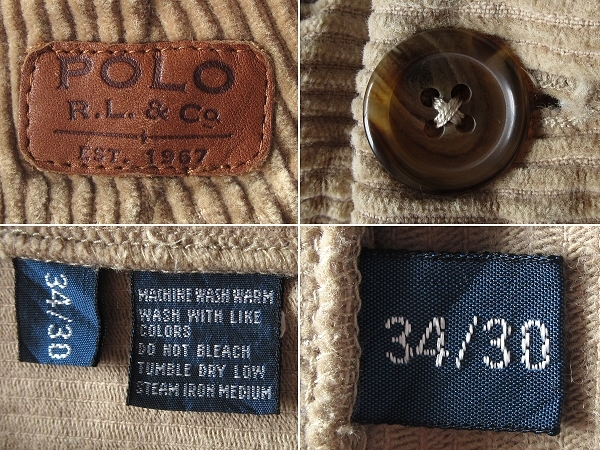 POLO
R.L. & Co.
EST. 1967
34/30
MACHINE WASH WARM
WASH WITH LIKE
COLORS
DO NOT BLEACH
TUMBLE DRY LOW
STEAM IRON MEDIUM
34/30